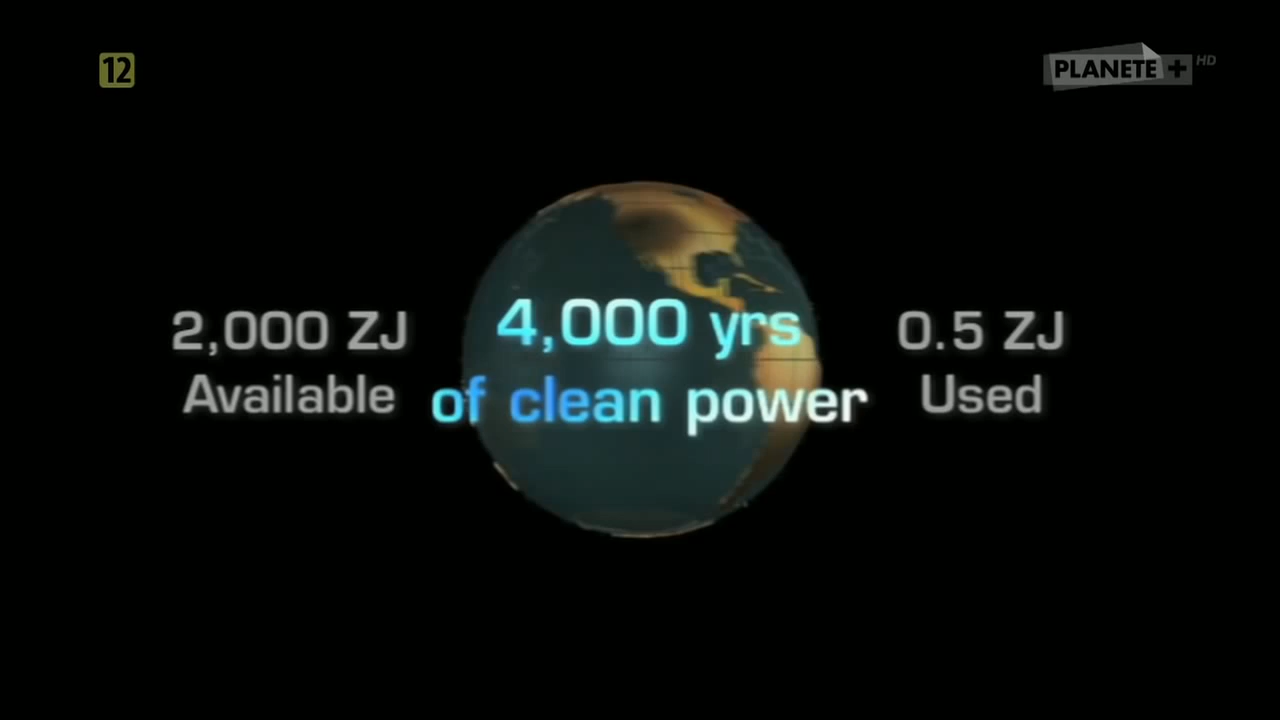 12
PLANETE + HD
2,000 ZJ
Available
4,000 yrs
of clean power
0.5 ZJ
Used